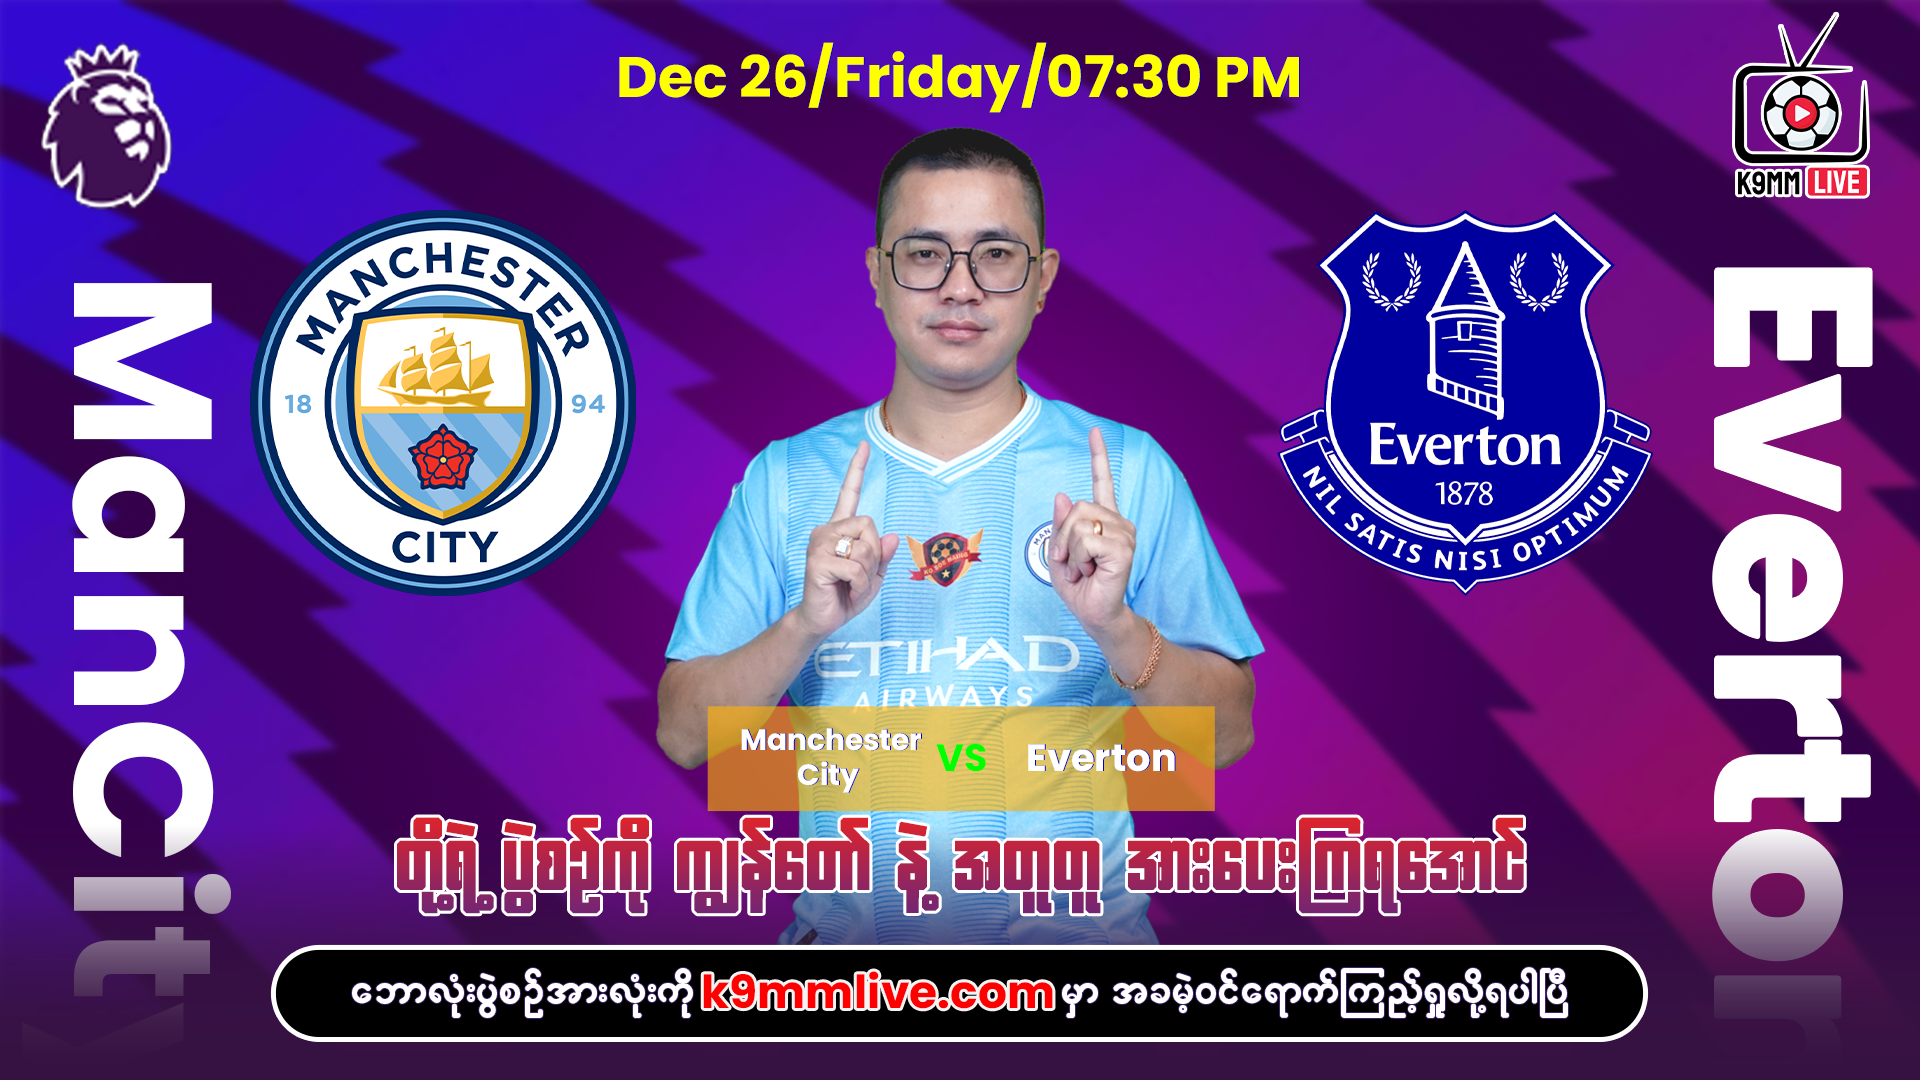 Dec 26/Friday/07:30 PM
K9MM LIVE
Man City
MANCHESTER
18 94
CITY
Everton
1878
NIL SATIS NISI OPTIMUM
Everton
ETIHAD
AIRWAYS
Manchester
City
VS
Everton
တို့ရဲ့ ပွဲစဉ်ကို ကျွန်တော် နဲ့ အတူတူ အားပေးကြရအောင်
ဘောလုံးပွဲစဉ်အားလုံးကို k9mmlive.com မှာ အခမဲ့ဝင်ရောက်ကြည့်ရှုလို့ရပါပြီ